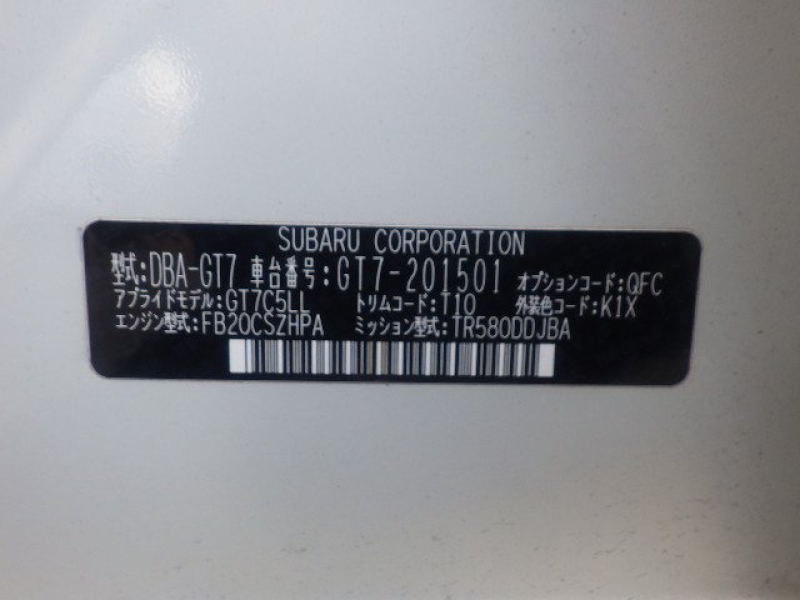 SUBARU CORPORATION
型式:DBA-GT7 車台番号:GT7-201501 オプションコード:QFC
アプライドモデル:GT7C5LL トリムコード:T10 外装色コード:K1X
エンジン型式:FB20CSZHPA ミッション型式:TR580DDJBA